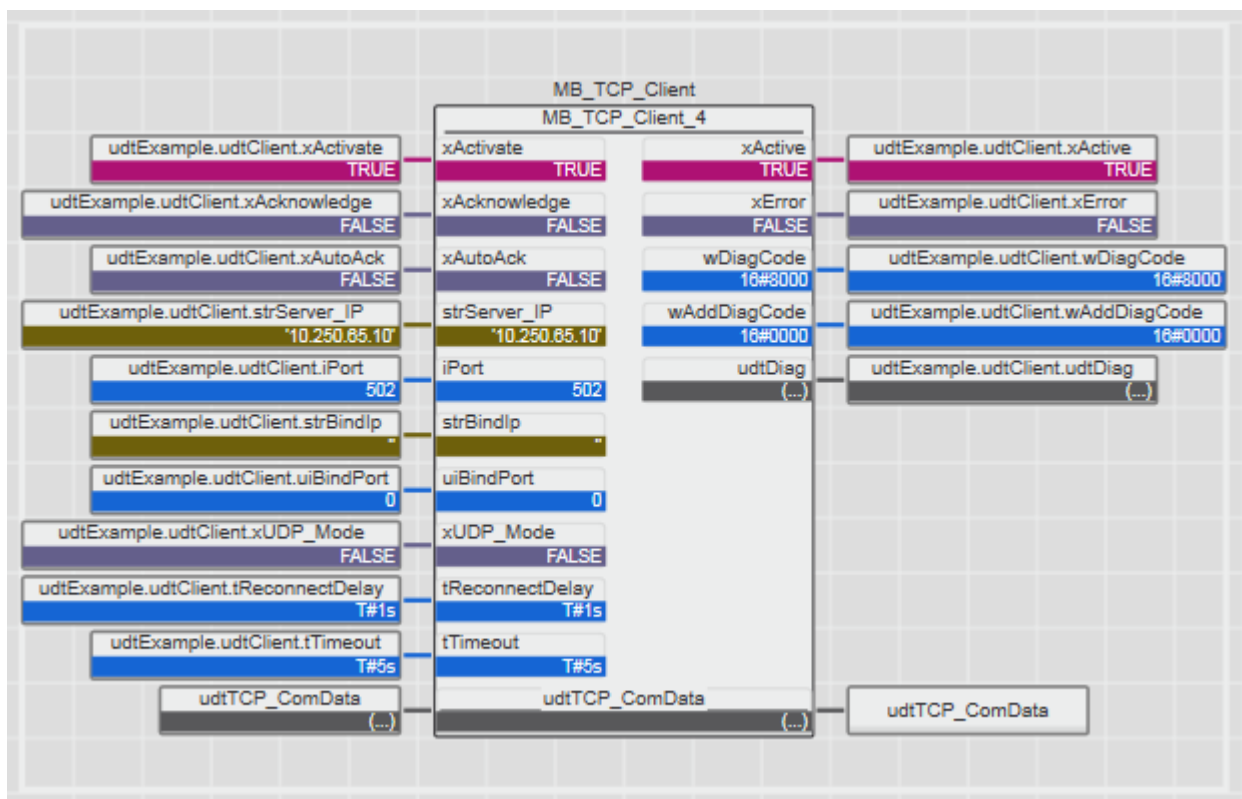 MB_TCP_Client
MB_TCP_Client_4
udtExample.udtClient.xActivate xActivate xActive udtExample.udtClient.xActive
TRUE TRUE TRUE TRUE
udtExample.udtClient.xAcknowledge xAcknowledge xError udtExample.udtClient.xError
FALSE FALSE FALSE FALSE
udtExample.udtClient.xAutoAck xAutoAck wDiagCode udtExample.udtClient.wDiagCode
FALSE FALSE 16#8000 16#8000
udtExample.udtClient.strServer_IP strServer_IP wAddDiagCode udtExample.udtClient.wAddDiagCode
'10.250.65.10' '10.250.65.10' 16#0000 16#0000
udtExample.udtClient.iPort iPort udtDiag udtExample.udtClient.udtDiag
502 502 (...) (...)
udtExample.udtClient.strBindIp strBindIp
'' ''
udtExample.udtClient.uiBindPort uiBindPort
0 0
udtExample.udtClient.xUDP_Mode xUDP_Mode
FALSE FALSE
udtExample.udtClient.tReconnectDelay tReconnectDelay
T#1s T#1s
udtExample.udtClient.tTimeout tTimeout
T#5s T#5s
udtTCP_ComData udtTCP_ComData udtTCP_ComData
(...) (...)